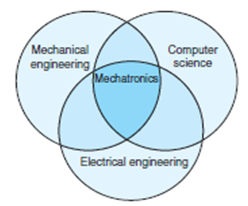 Mechanical
engineering
Computer
science
Mechatronics
Electrical engineering